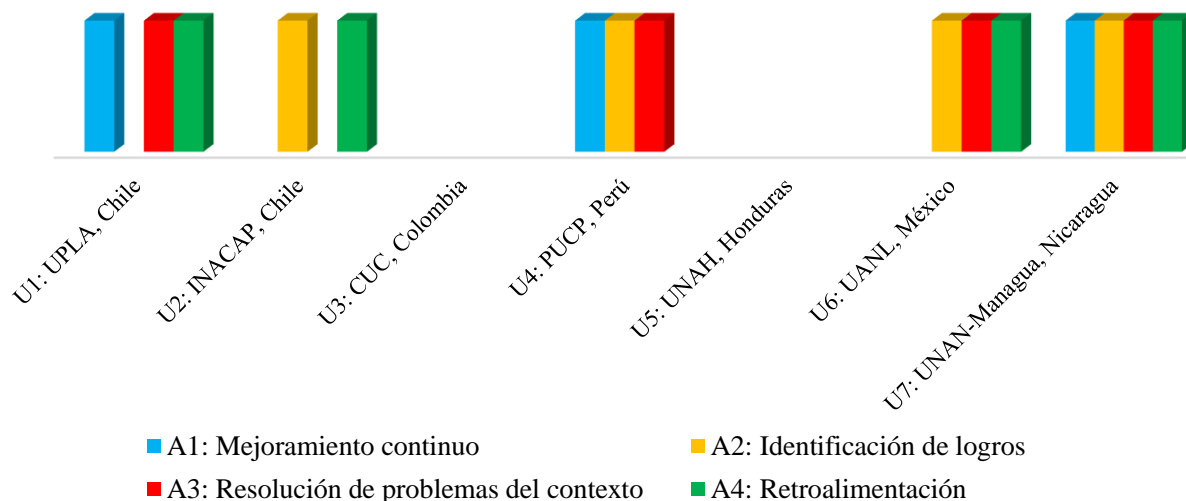 U1: UPLA, Chile
U2: INACAP, Chile
U3: CUC, Colombia
U4: PUCP, Perú
U5: UNAH, Honduras
U6: UANL, México
U7: UNAN-Managua, Nicaragua
A1: Mejoramiento continuo
A2: Identificación de logros
A3: Resolución de problemas del contexto
A4: Retroalimentación